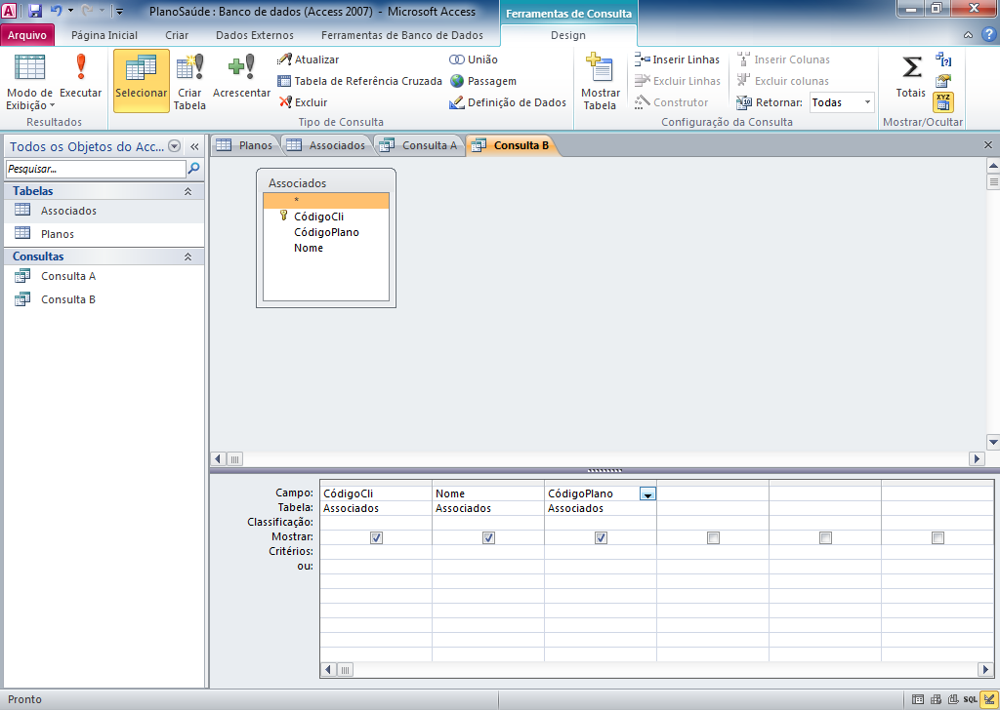 PlanoSaúde : Banco de dados (Access 2007) - Microsoft Access
Ferramentas de Consulta
Arquivo Página Inicial Criar Dados Externos Ferramentas de Banco de Dados Design
Modo de Exibição
Executar
Resultados
Selecionar
Criar Tabela
Acrescentar
Atualizar
Tabela de Referência Cruzada
Excluir
União
Passagem
Definição de Dados
Tipo de Consulta
Mostrar Tabela
Inserir Linhas
Excluir Linhas
Construtor
Inserir Colunas
Excluir colunas
Retornar: Todas
Configuração da Consulta
Totais
XYZ
Mostrar/Ocultar
Todos os Objetos do Acc...
Pesquisar...
Tabelas
Associados
Planos
Consultas
Consulta A
Consulta B
Planos Associados Consulta A Consulta B
Associados
*
CódigoCli
CódigoPlano
Nome
Campo: CódigoCli Nome CódigoPlano
Tabela: Associados Associados Associados
Classificação:
Mostrar:
Critérios:
ou:
Pronto
SQL